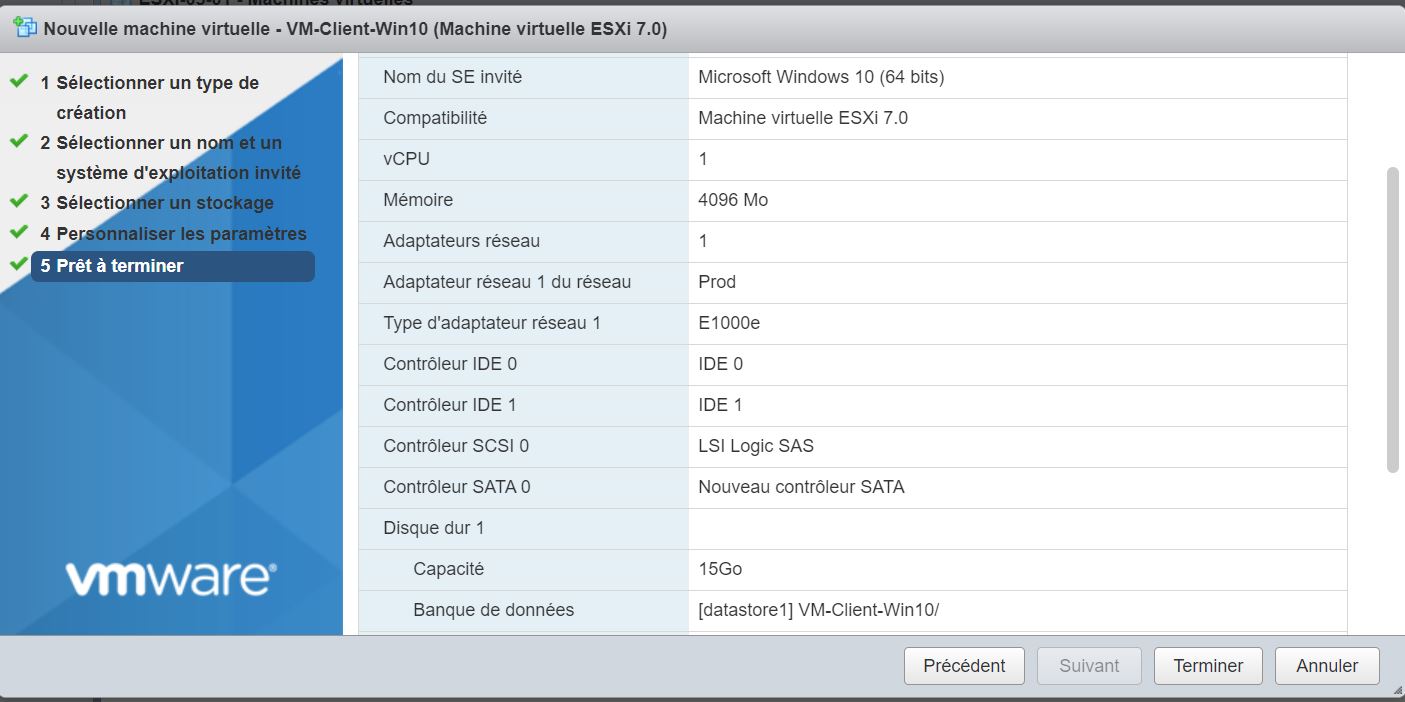 ESXi-05-01 - Machines virtuelles
Nouvelle machine virtuelle - VM-Client-Win10 (Machine virtuelle ESXi 7.0)
1 Sélectionner un type de
création
2 Sélectionner un nom et un
système d'exploitation invité
3 Sélectionner un stockage
4 Personnaliser les paramètres
5 Prêt à terminer
vmware®
Nom du SE invité Microsoft Windows 10 (64 bits)
Compatibilité Machine virtuelle ESXi 7.0
vCPU 1
Mémoire 4096 Mo
Adaptateurs réseau 1
Adaptateur réseau 1 du réseau Prod
Type d'adaptateur réseau 1 E1000e
Contrôleur IDE 0 IDE 0
Contrôleur IDE 1 IDE 1
Contrôleur SCSI 0 LSI Logic SAS
Contrôleur SATA 0 Nouveau contrôleur SATA
Disque dur 1
Capacité 15Go
Banque de données [datastore1] VM-Client-Win10/
Précédent Suivant Terminer Annuler